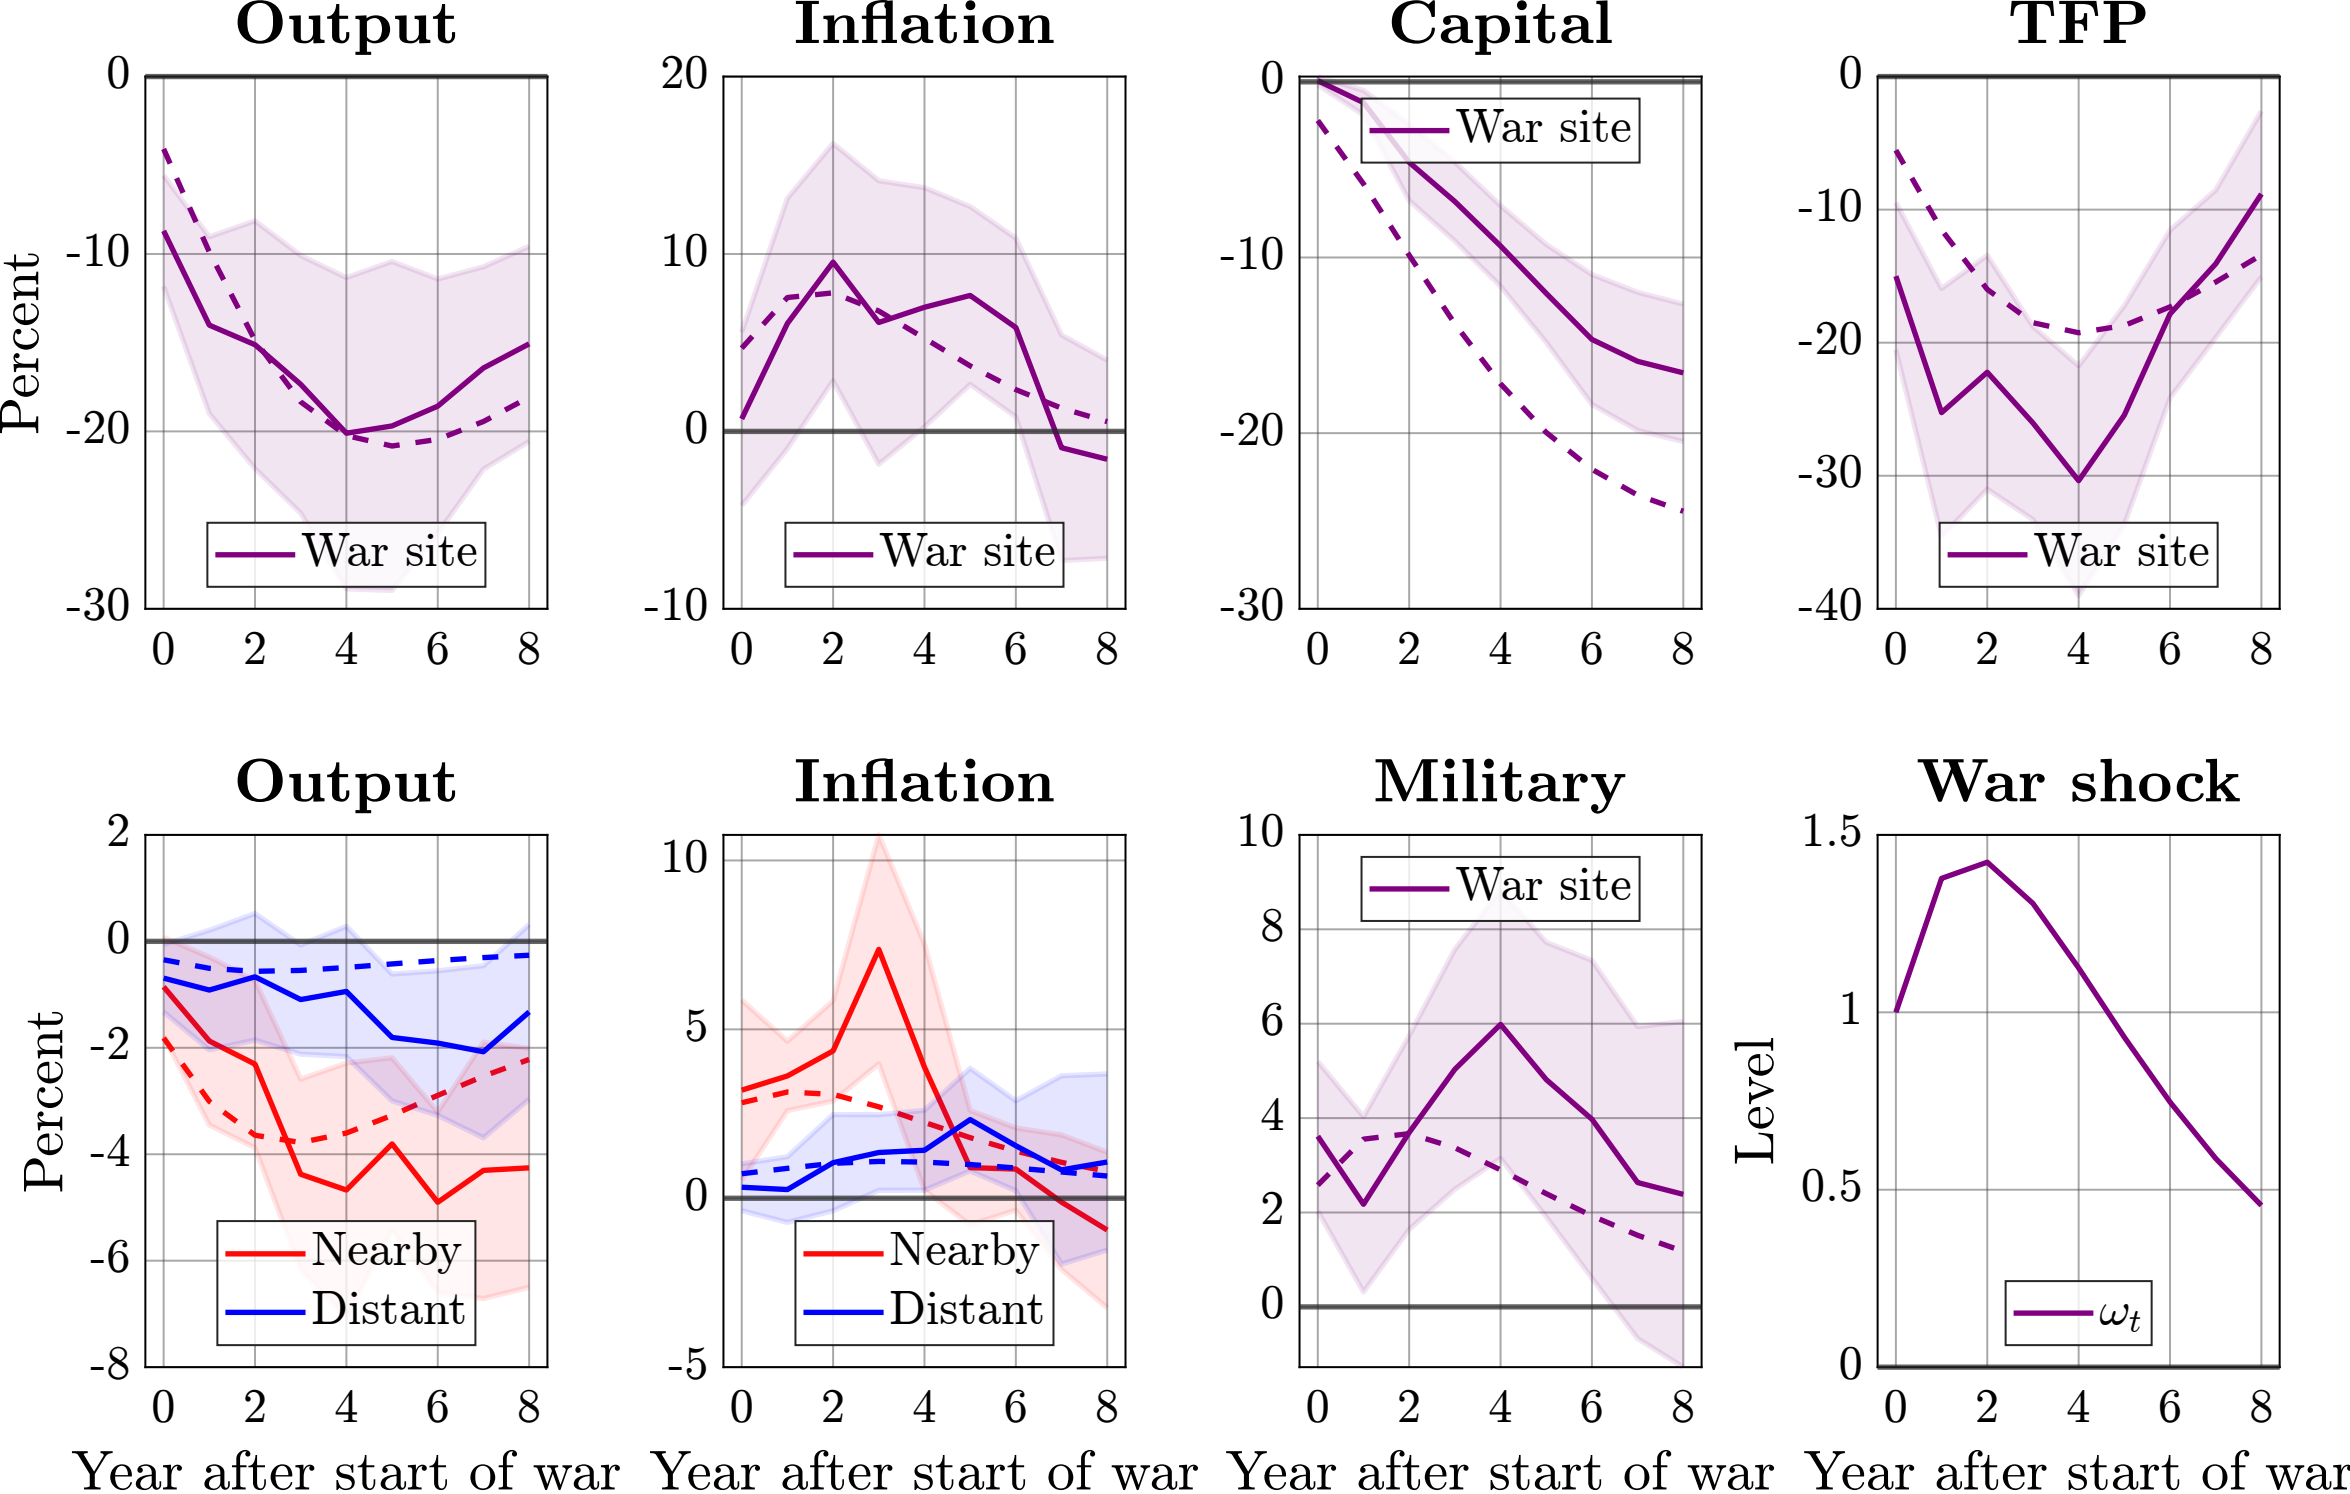 Output
Inflation
Capital
TFP
Percent
0
-10
-20
-30
0 2 4 6 8
War site
20
10
0
-10
0 2 4 6 8
War site
0
-10
-20
-30
0 2 4 6 8
War site
0
-10
-20
-30
-40
0 2 4 6 8
War site
Output
Inflation
Military
War shock
Percent
2
0
-2
-4
-6
-8
0 2 4 6 8
Nearby
Distant
Year after start of war
10
5
0
-5
0 2 4 6 8
Nearby
Distant
Year after start of war
10
8
6
4
2
0
0 2 4 6 8
War site
Year after start of war
Level
1.5
1
0.5
0
0 2 4 6 8
ωt
Year after start of war